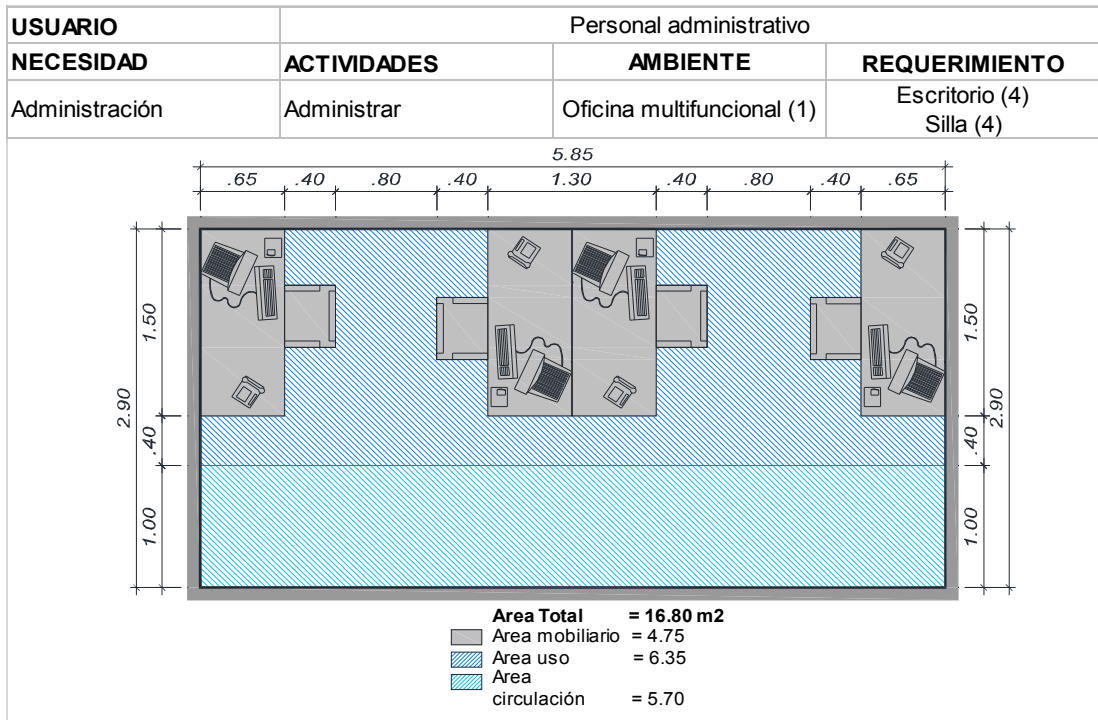 USUARIO Personal administrativo
NECESIDAD ACTIVIDADES AMBIENTE REQUERIMIENTO
Administración Administrar Oficina multifuncional (1) Escritorio (4)
Silla (4)
5.85
.65 .40 .80 .40 1.30 .40 .80 .40 .65
1.50 1.50
2.90 2.90
.40 .40
1.00 1.00
Area Total = 16.80 m2
Area mobiliario = 4.75
Area uso = 6.35
Area
circulación = 5.70